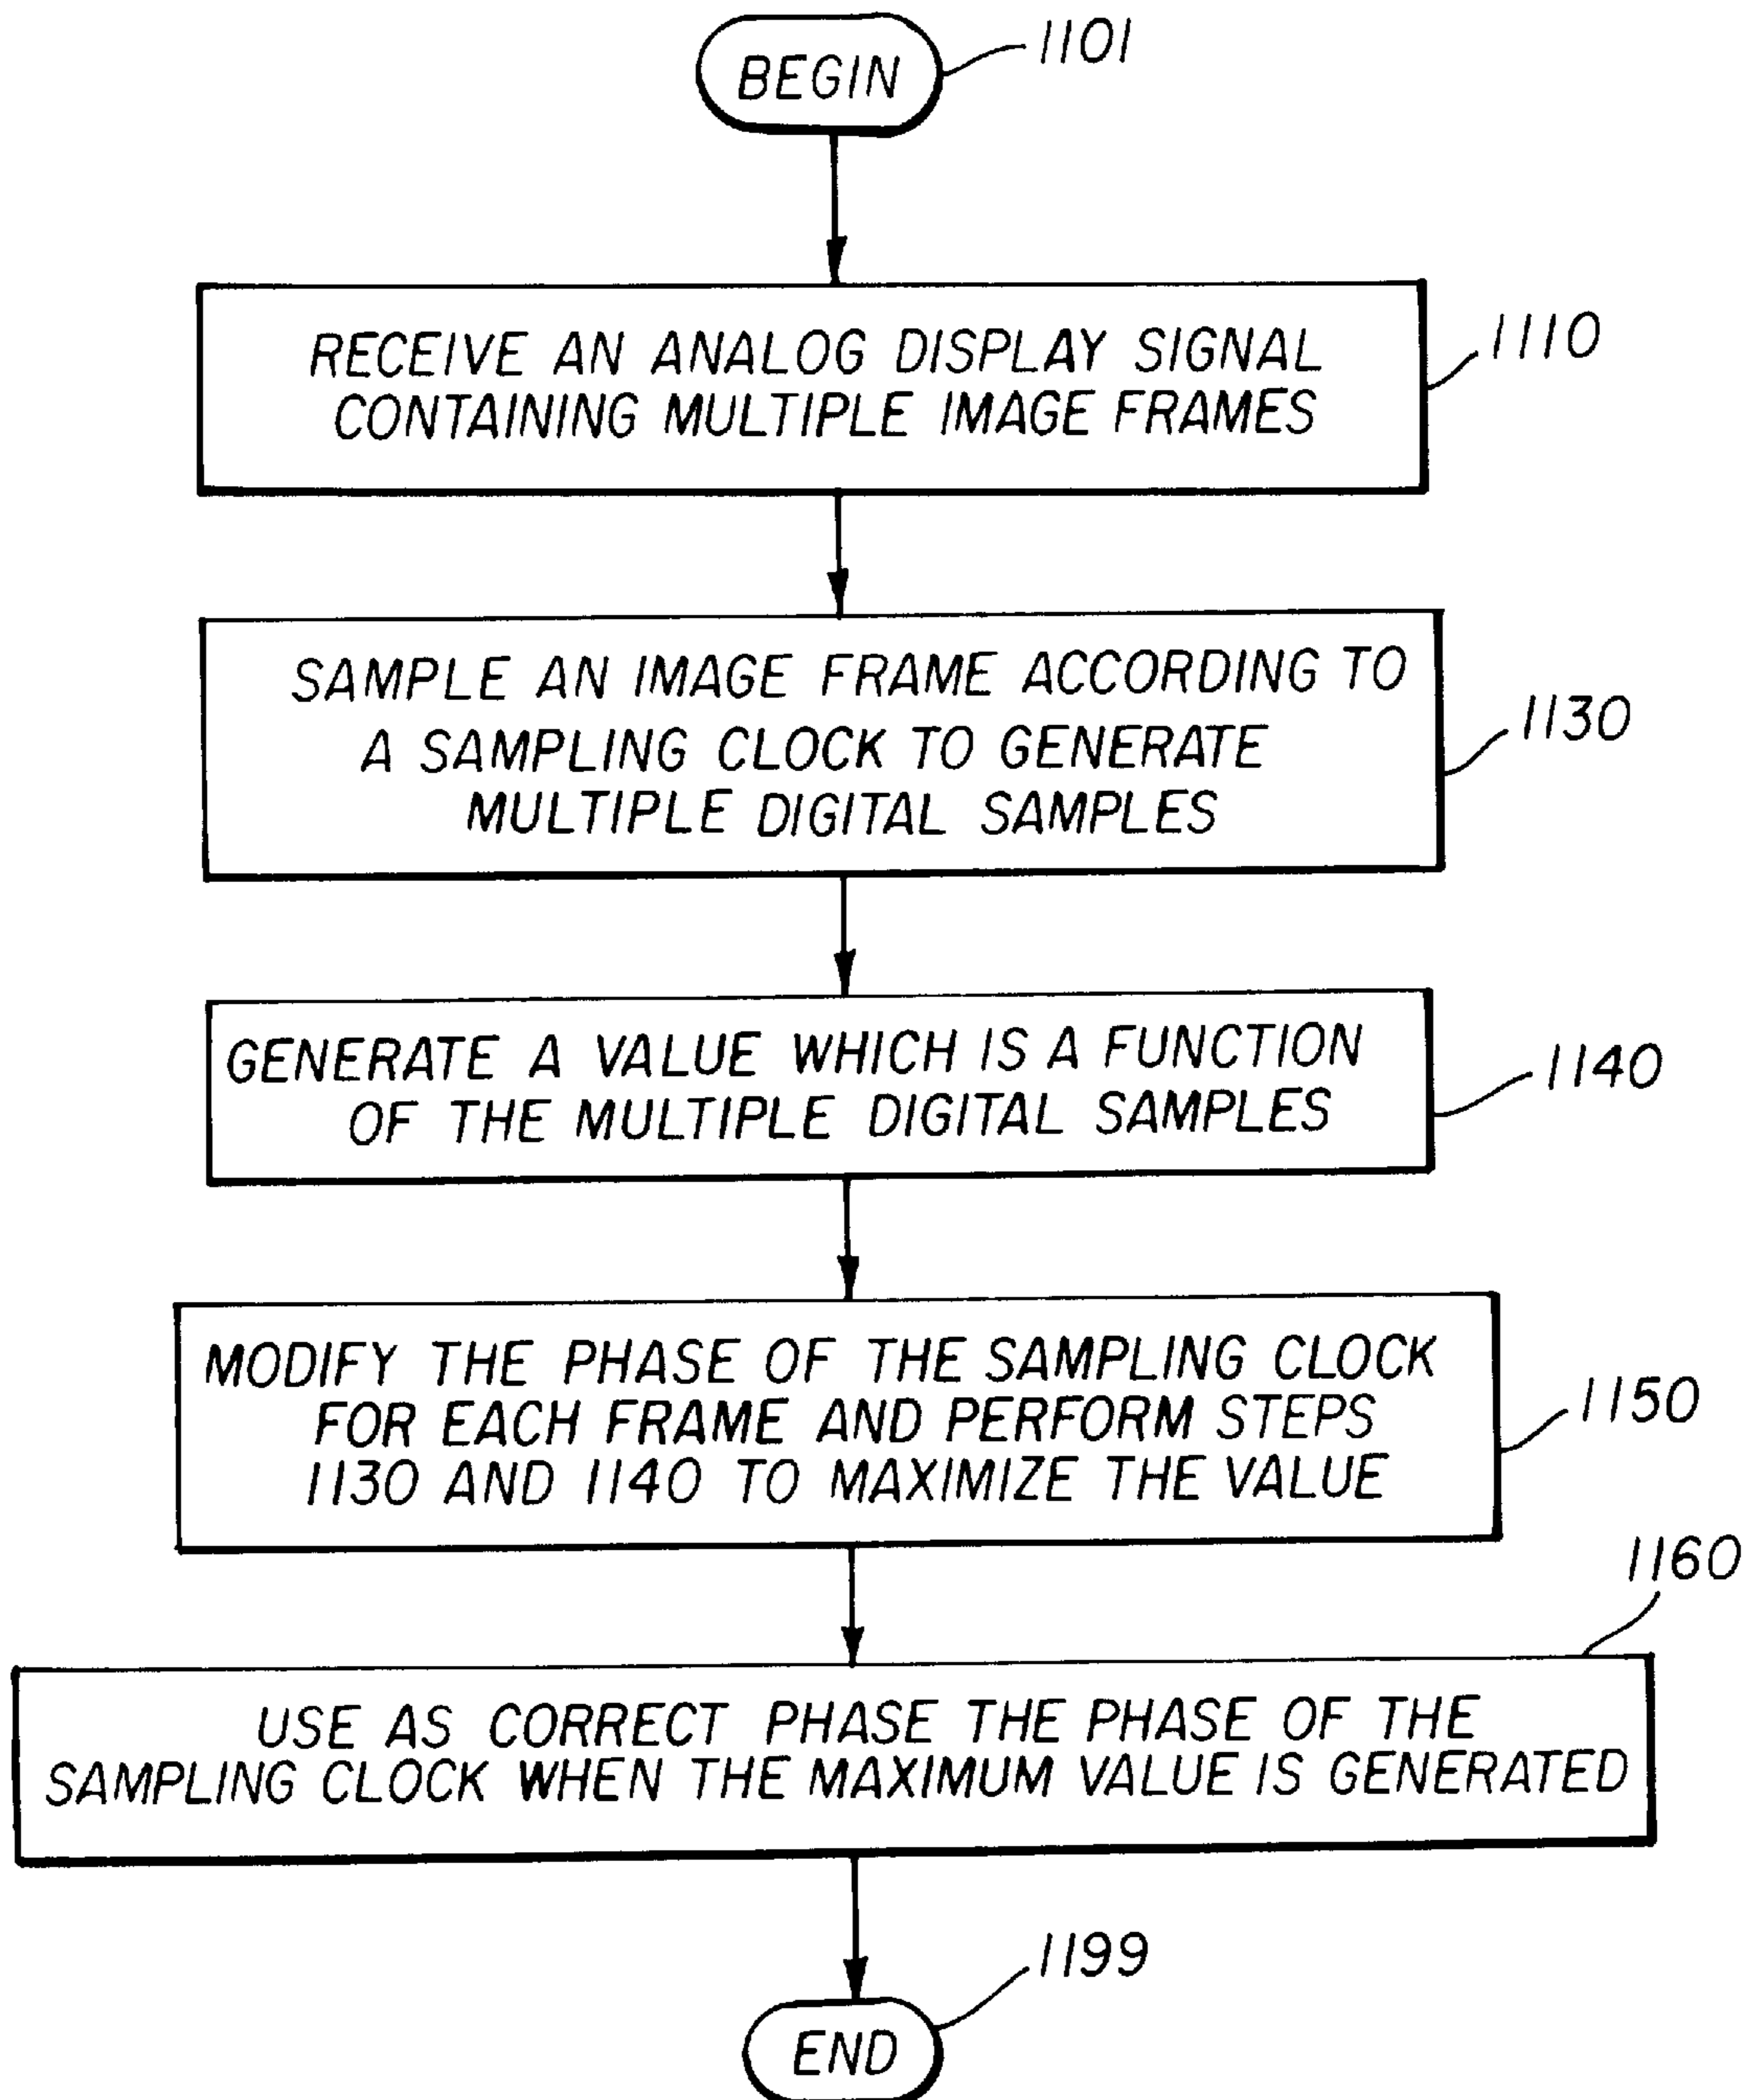 BEGIN
1101
RECEIVE AN ANALOG DISPLAY SIGNAL
CONTAINING MULTIPLE IMAGE FRAMES
1110
SAMPLE AN IMAGE FRAME ACCORDING TO
A SAMPLING CLOCK TO GENERATE
MULTIPLE DIGITAL SAMPLES
1130
GENERATE A VALUE WHICH IS A FUNCTION
OF THE MULTIPLE DIGITAL SAMPLES
1140
MODIFY THE PHASE OF THE SAMPLING CLOCK
FOR EACH FRAME AND PERFORM STEPS
1130 AND 1140 TO MAXIMIZE THE VALUE
1150
1160
USE AS CORRECT PHASE THE PHASE OF THE
SAMPLING CLOCK WHEN THE MAXIMUM VALUE IS GENERATED
1199
END